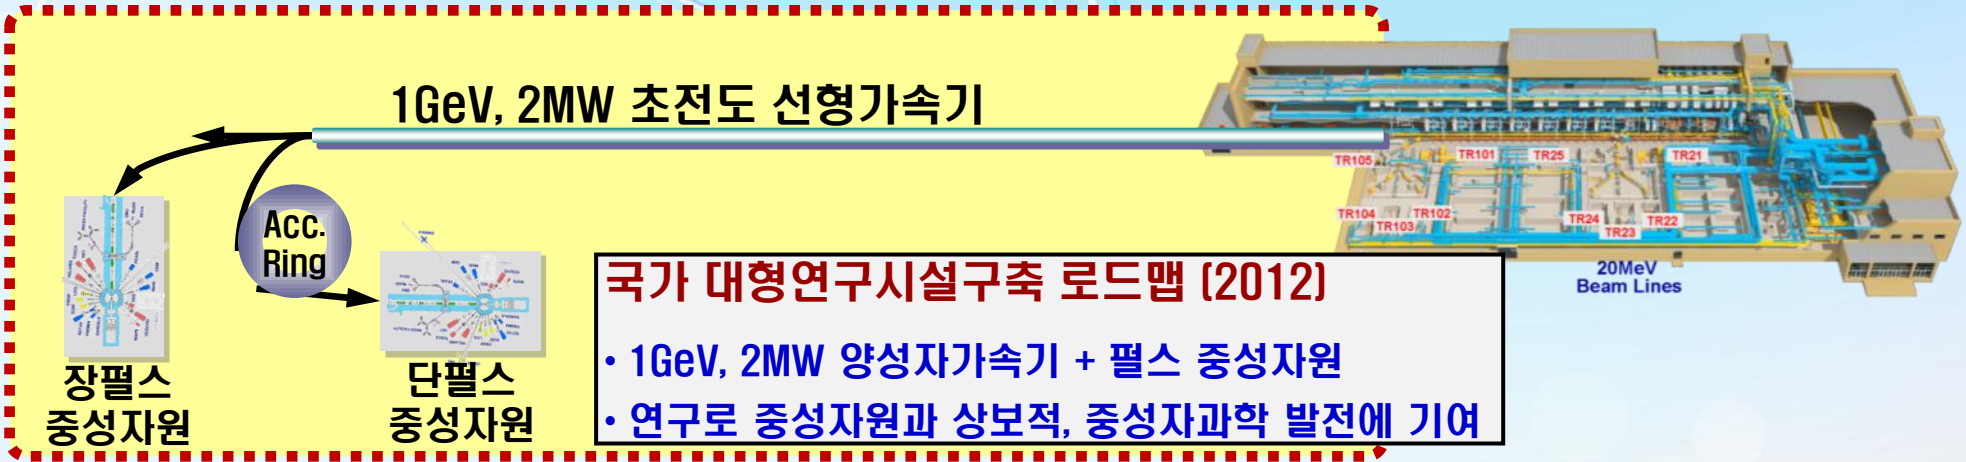 1GeV, 2MW 초전도 선형가속기
Acc.
Ring
장펄스
중성자원
단펄스
중성자원
TR105
TR101
TR25
TR21
TR104
TR102
TR103
TR24
TR22
TR23
20MeV
Beam Lines
국가 대형연구시설구축 로드맵 (2012)
• 1GeV, 2MW 양성자가속기 + 펄스 중성자원
• 연구로 중성자원과 상보적, 중성자과학 발전에 기여